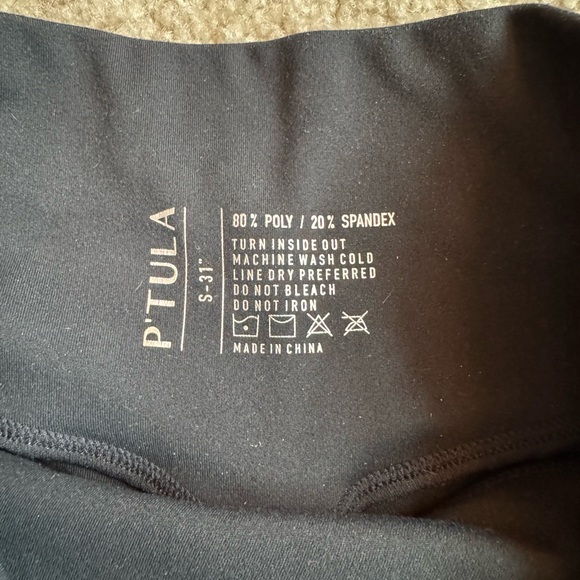 P'TULA
S-31"
80% POLY / 20% SPANDEX
TURN INSIDE OUT
MACHINE WASH COLD
LINE DRY PREFERRED
DO NOT BLEACH
DO NOT IRON
MADE IN CHINA